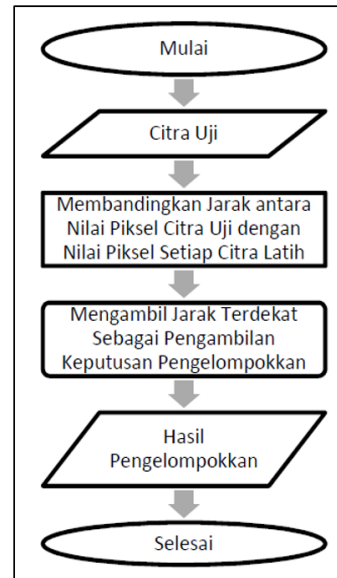 Mulai
Citra Uji
Membandingkan Jarak antara
Nilai Piksel Citra Uji dengan
Nilai Piksel Setiap Citra Latih
Mengambil Jarak Terdekat
Sebagai Pengambilan
Keputusan Pengelompokkan
Hasil
Pengelompokkan
Selesai